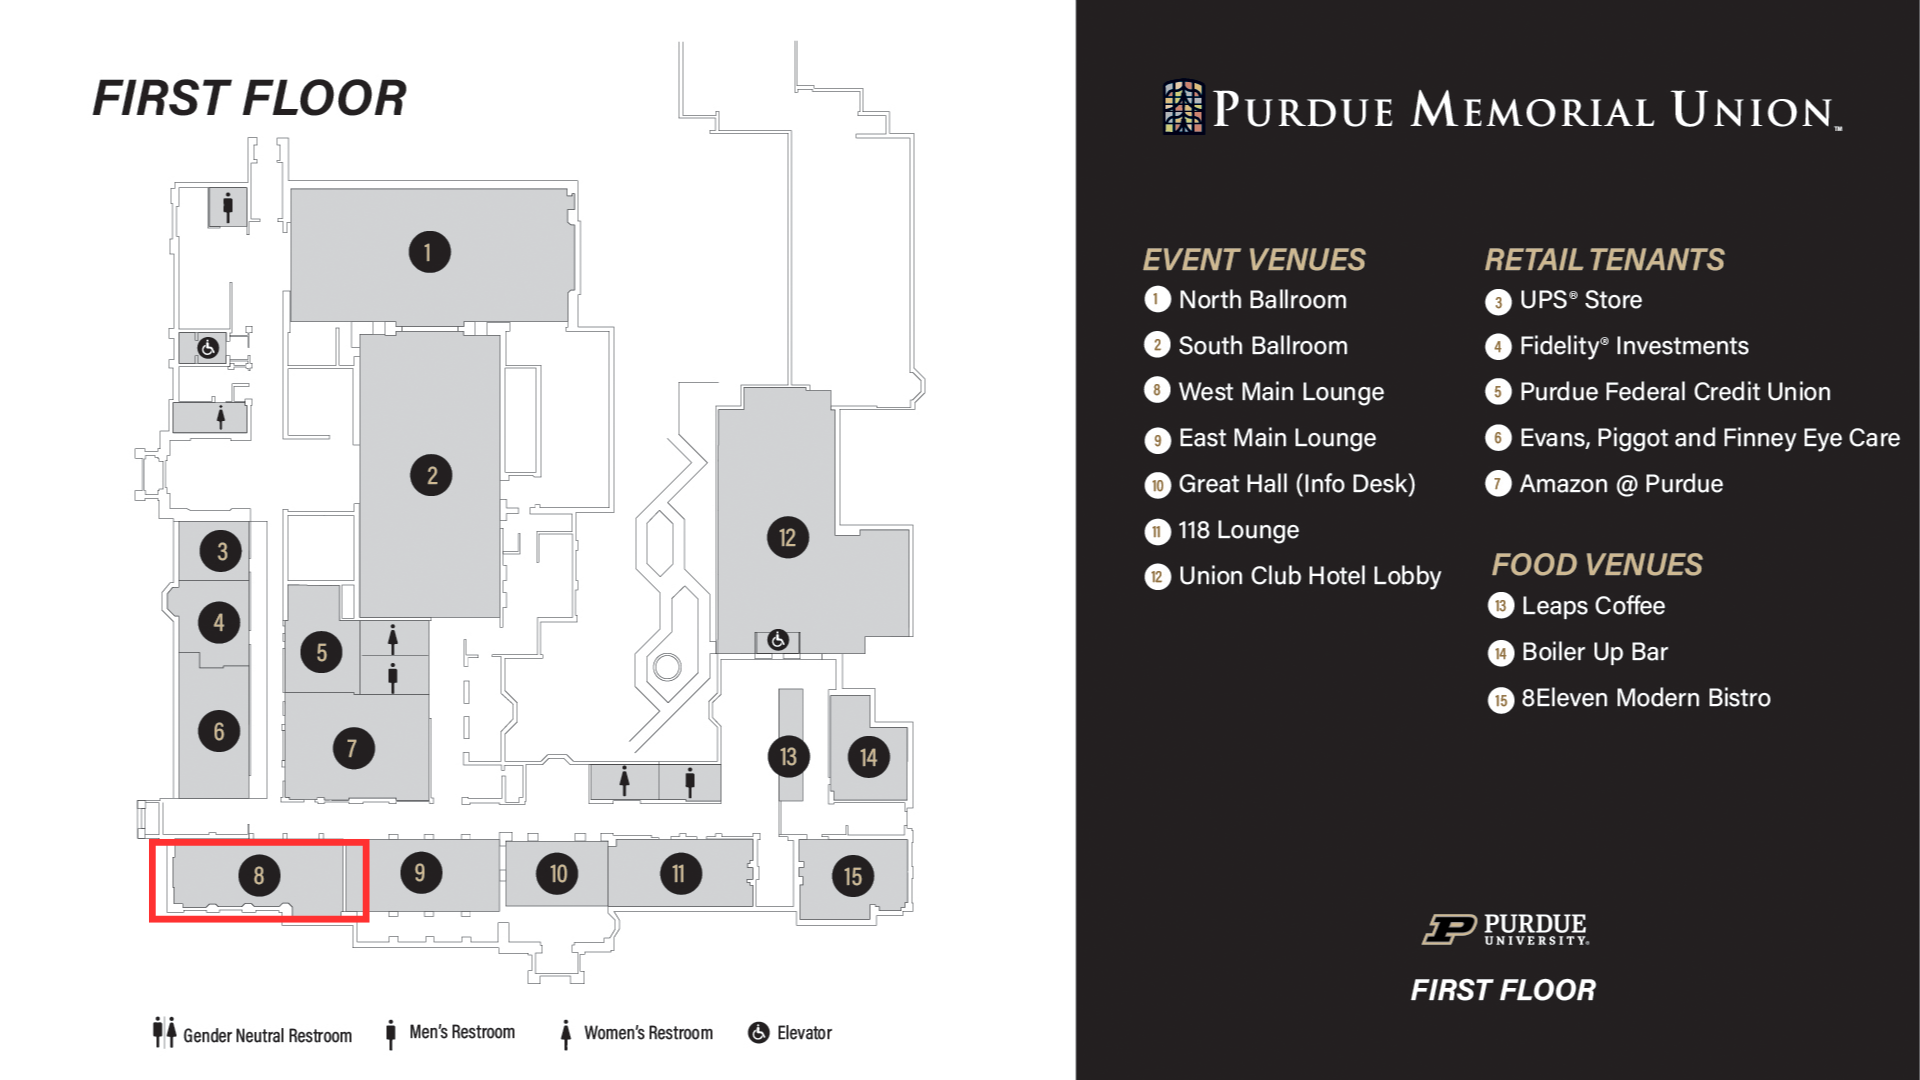 FIRST FLOOR
1
2
3
4
5
6
7
8
9
10
11
12
13
14
15
Gender Neutral Restroom
Men's Restroom
Women's Restroom
Elevator
PURDUE MEMORIAL UNION™
EVENT VENUES
1 North Ballroom
2 South Ballroom
8 West Main Lounge
9 East Main Lounge
10 Great Hall (Info Desk)
11 118 Lounge
12 Union Club Hotel Lobby
RETAIL TENANTS
3 UPS® Store
4 Fidelity® Investments
5 Purdue Federal Credit Union
6 Evans, Piggot and Finney Eye Care
7 Amazon @ Purdue
FOOD VENUES
13 Leaps Coffee
14 Boiler Up Bar
15 8Eleven Modern Bistro
P PURDUE
UNIVERSITY®
FIRST FLOOR